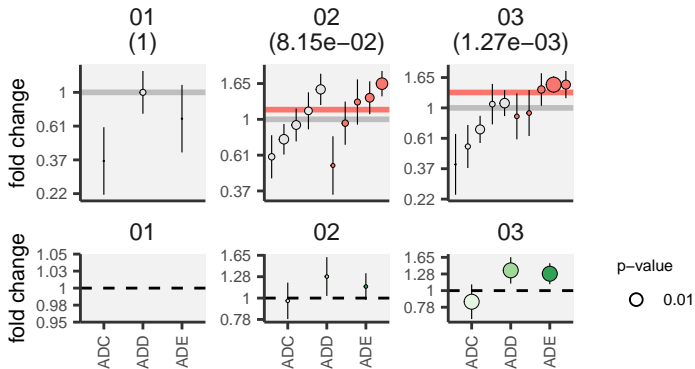 01
(1)
02
(8.15e−02)
03
(1.27e−03)
fold change
1
0.61
0.37
0.22
1.65
1
0.61
0.37
1.65
1
0.61
0.37
0.22
01
02
03
fold change
1.05
1.03
1
0.98
0.95
1.65
1.28
1
0.78
1.65
1.28
1
0.78
ADC
ADD
ADE
ADC
ADD
ADE
ADC
ADD
ADE
p−value
0.01